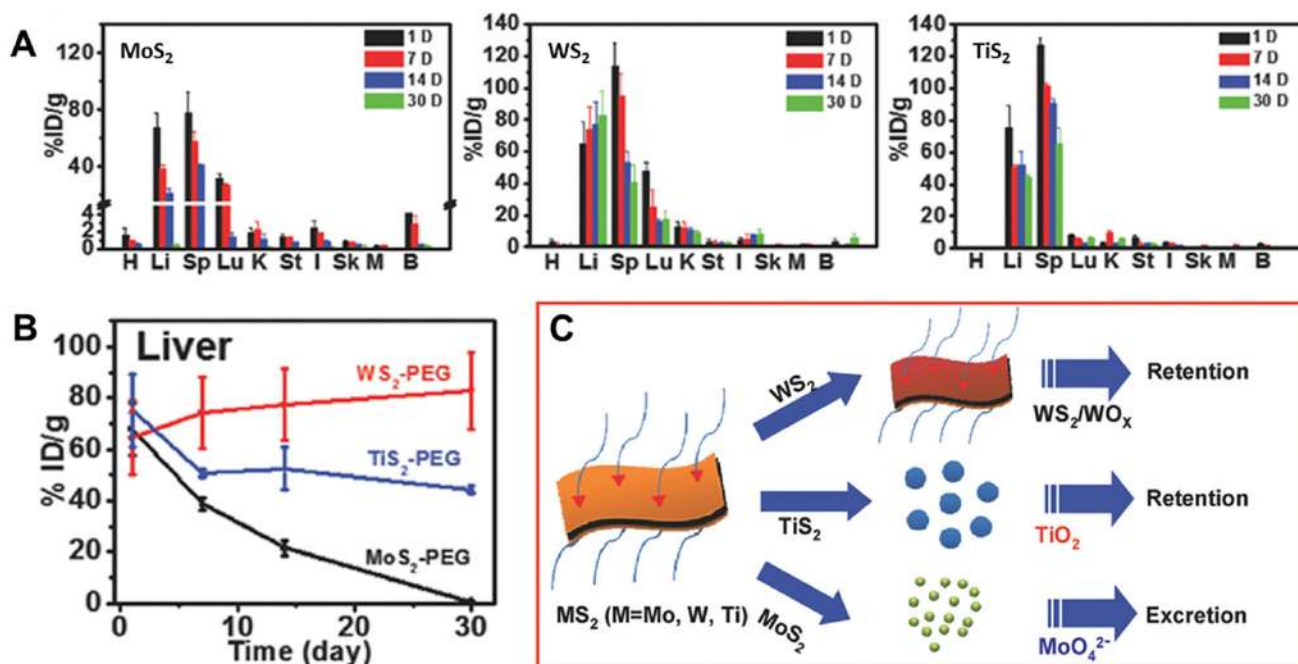 A
MoS2
%ID/g
120
80
40
4
2
0
1 D
7 D
14 D
30 D
H Li Sp Lu K St I Sk M B
WS2
%ID/g
140
120
100
80
60
40
20
0
1 D
7 D
14 D
30 D
H Li Sp Lu K St I Sk M B
TiS2
%ID/g
140
120
100
80
60
40
20
0
1 D
7 D
14 D
30 D
H Li Sp Lu K St I Sk M B
B
Liver
% ID/g
100
80
60
40
20
0
WS2-PEG
TiS2-PEG
MoS2-PEG
0 10 20 30
Time (day)
C
WS2
WS2/WOx
Retention
TiS2
TiO2
Retention
MS2 (M=Mo, W, Ti)
MoS2
MoO4²⁻
Excretion